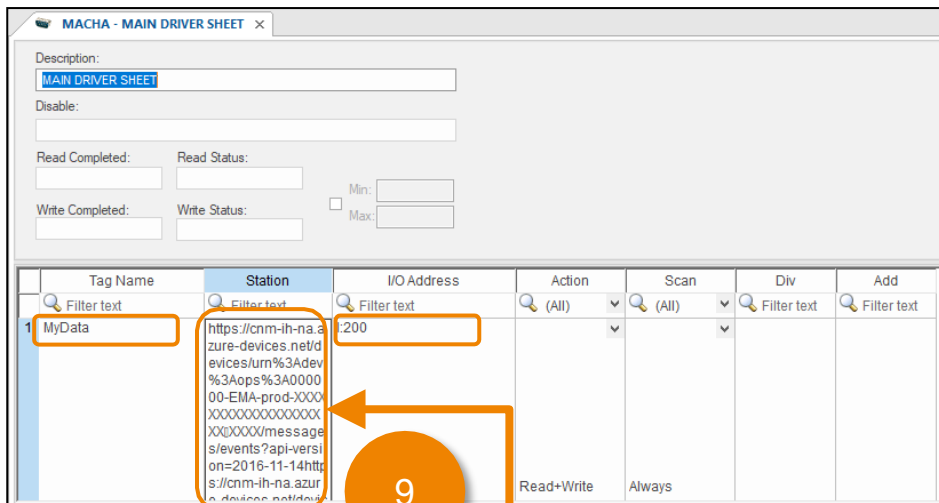 MACHA - MAIN DRIVER SHEET ×
Description:
MAIN DRIVER SHEET
Disable:
Read Completed: Read Status:
Min:
Write Completed: Write Status:
Max:
Tag Name Station I/O Address Action Scan Div Add
Filter text Filter text Filter text (All) (All) Filter text Filter text
1 MyData https://cnm-ih-na.a I:200
zure-devices.net/d
evices/urn%3Adev
%3Aops%3A0000
00-EMA-prod-XXXX
XXXXXXXXXXXXXX
XX▯XXXX/message
s/events?api-versi
on=2016-11-14http
s://cnm-ih-na.azur
e-devices.net/devic Read+Write Always
9